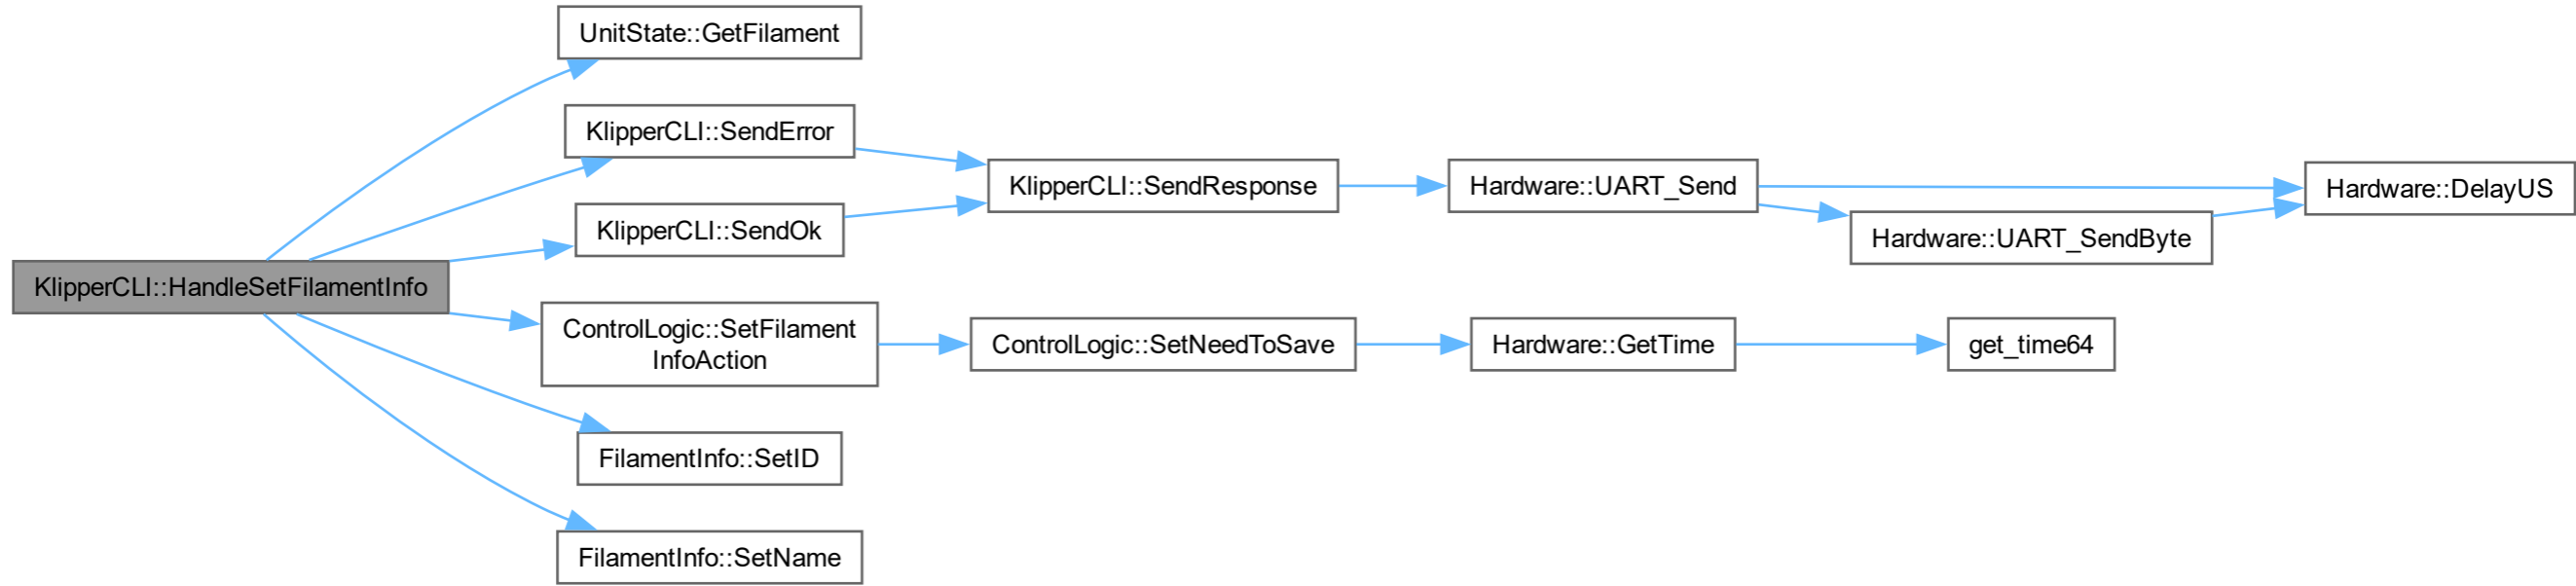 UnitState::GetFilament
KlipperCLI::SendError
KlipperCLI::SendResponse
Hardware::UART_Send
Hardware::DelayUS
KlipperCLI::SendOk
Hardware::UART_SendByte
KlipperCLI::HandleSetFilamentInfo
ControlLogic::SetFilament
InfoAction
ControlLogic::SetNeedToSave
Hardware::GetTime
get_time64
FilamentInfo::SetID
FilamentInfo::SetName